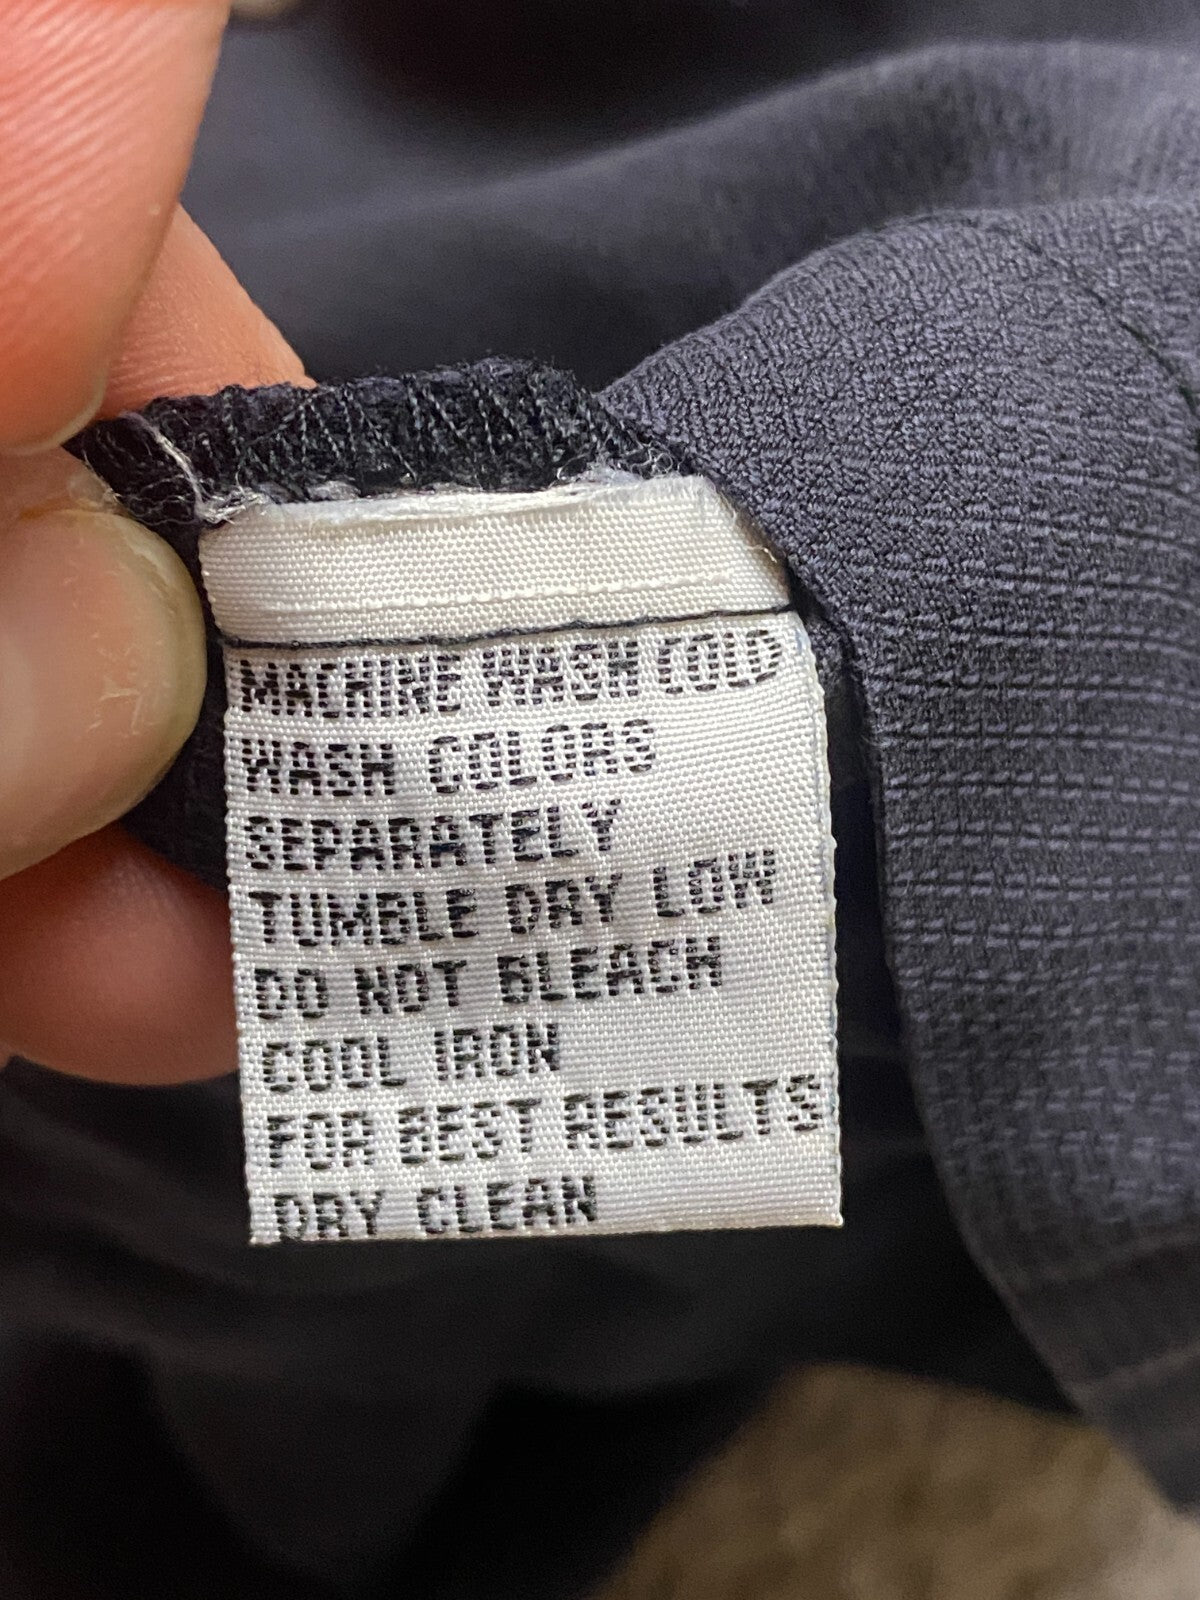 MACHINE WASH COLD
WASH COLORS
SEPARATELY
TUMBLE DRY LOW
DO NOT BLEACH
COOL IRON
FOR BEST RESULTS
DRY CLEAN